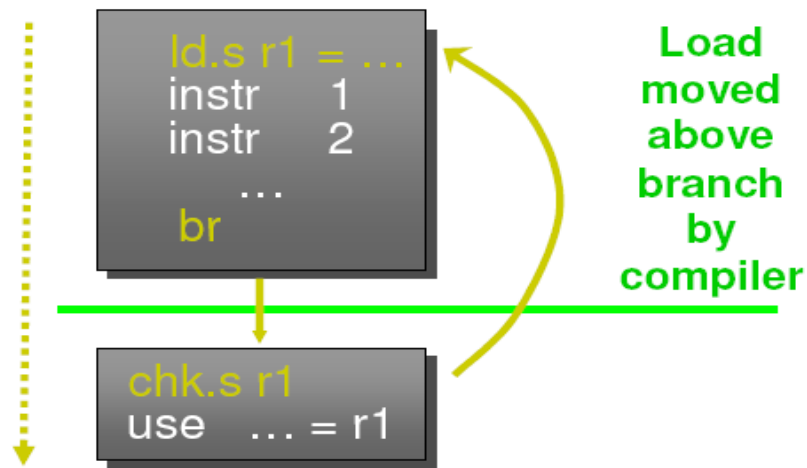 ld.s r1 = ...
instr 1
instr 2
...
br
chk.s r1
use ... = r1
Load
moved
above
branch
by
compiler